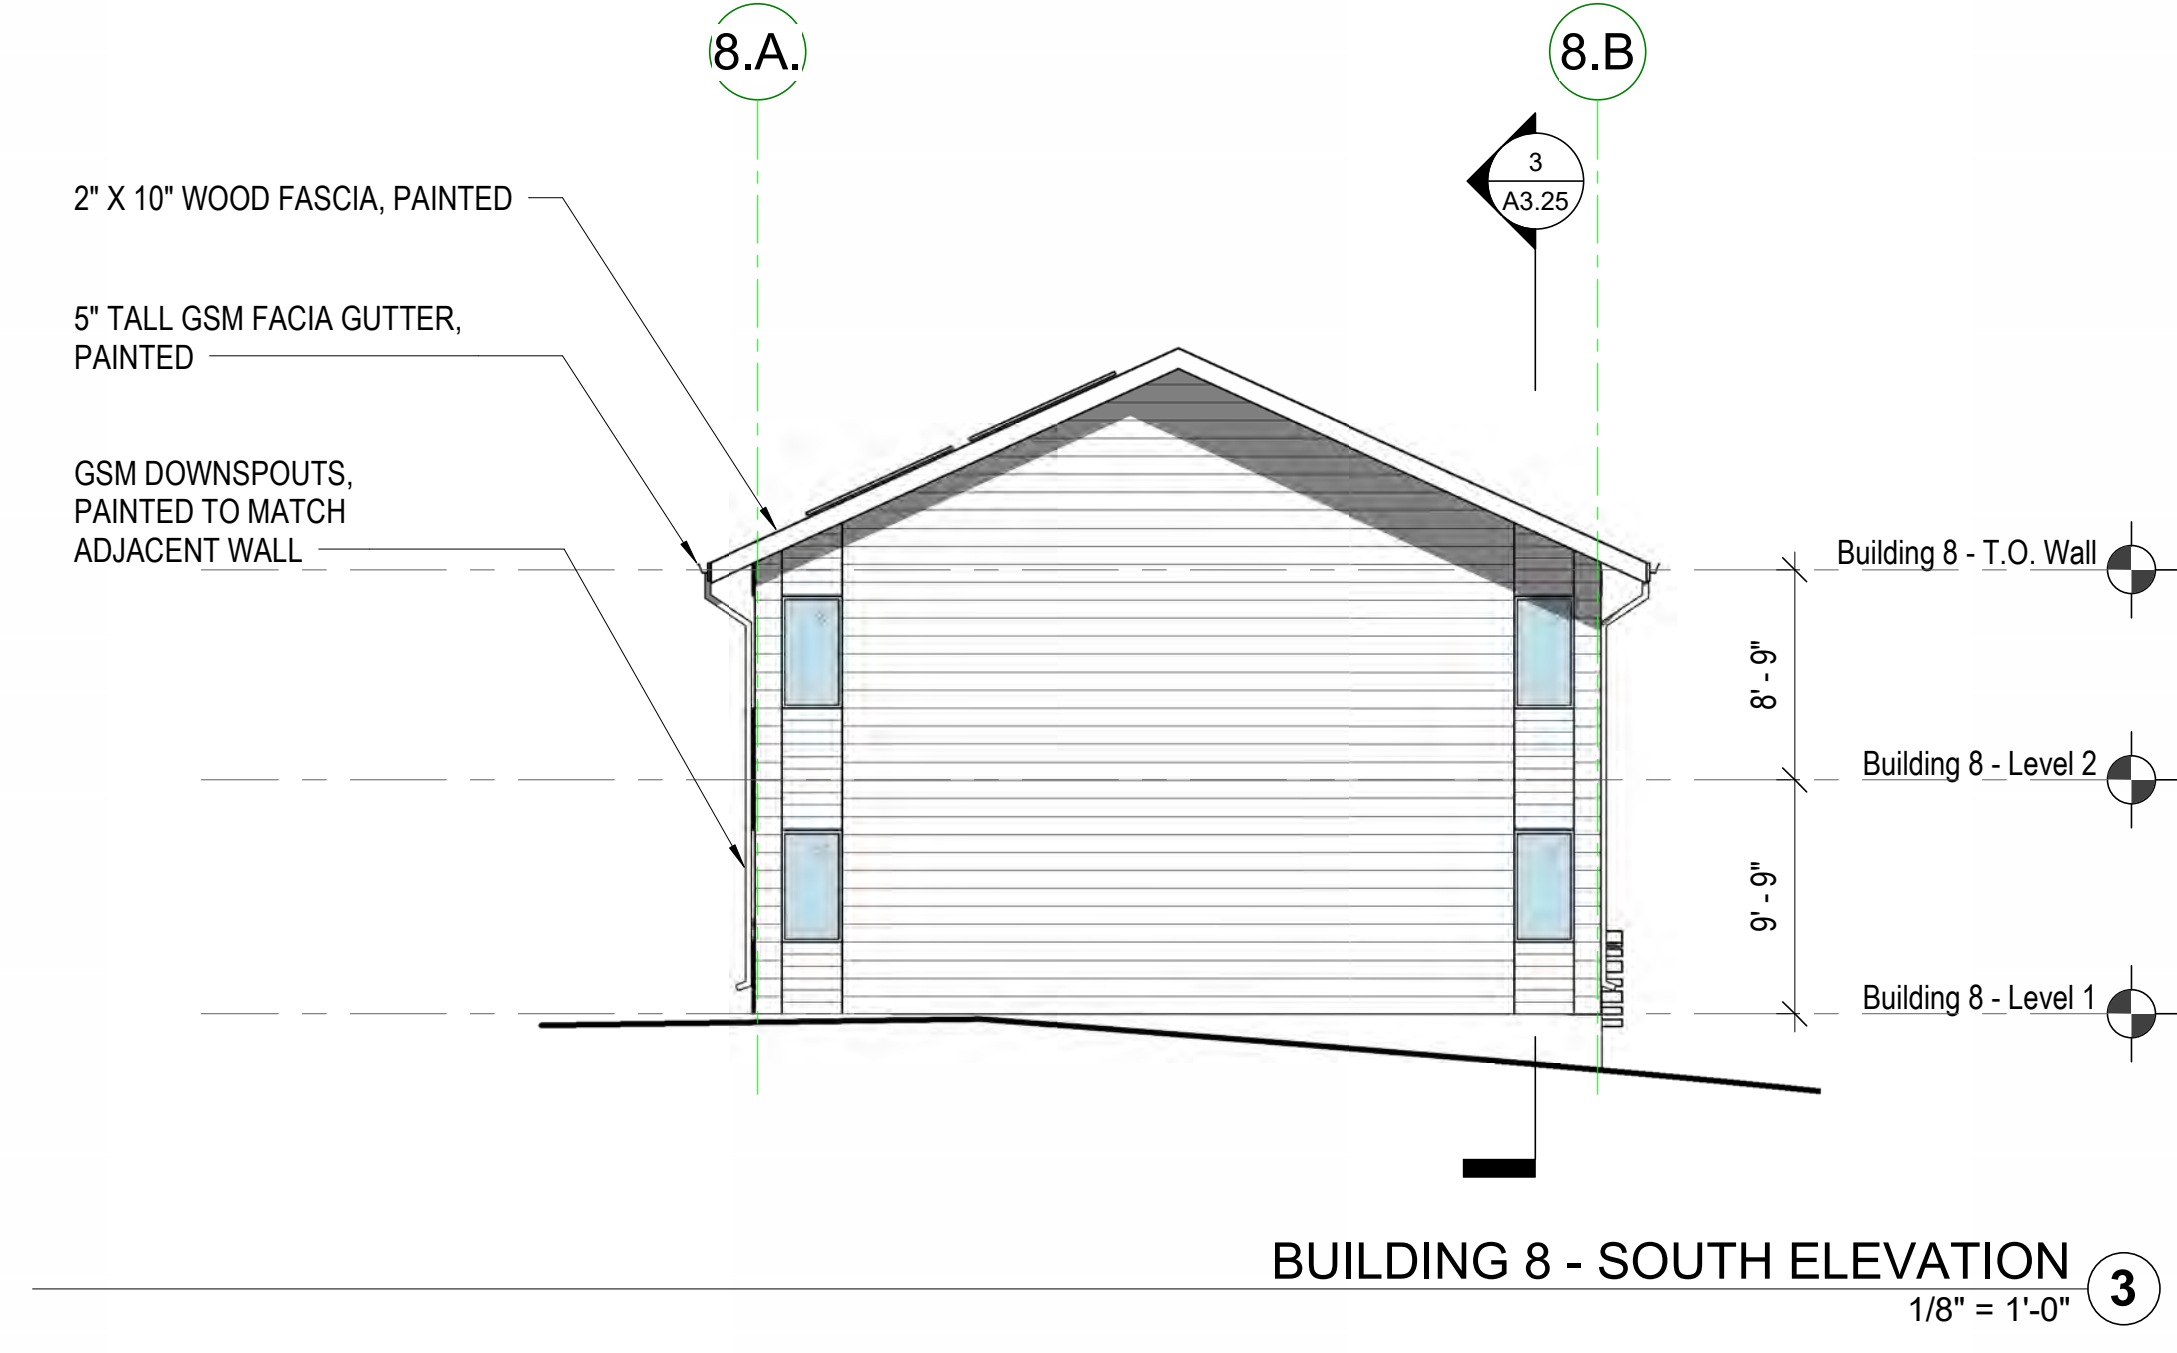 8.A.
8.B
3
A3.25
2" X 10" WOOD FASCIA, PAINTED
5" TALL GSM FACIA GUTTER,
PAINTED
GSM DOWNSPOUTS,
PAINTED TO MATCH
ADJACENT WALL
Building 8 - T.O. Wall
8' - 9"
Building 8 - Level 2
9' - 9"
Building 8 - Level 1
BUILDING 8 - SOUTH ELEVATION
3
1/8" = 1'-0"